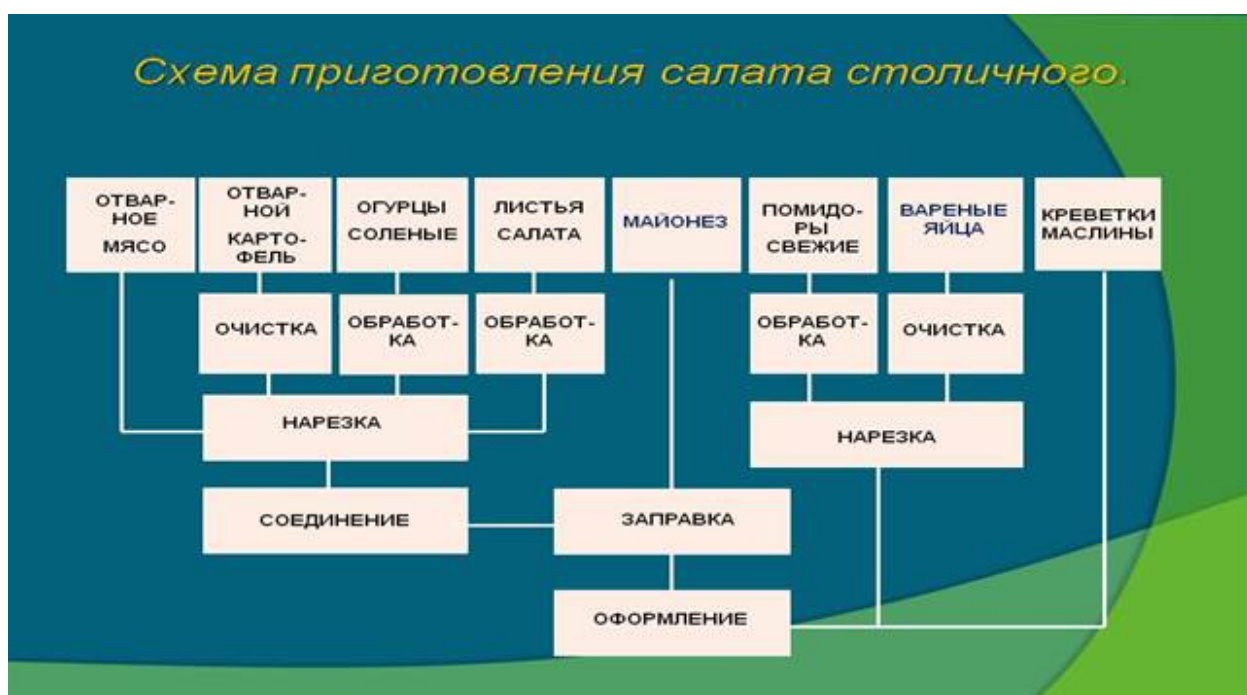 Схема приготовления салата столичного.
ОТВАР-
НОЕ
МЯСО
ОТВАР-
НОЙ
КАРТО-
ФЕЛЬ
ОГУРЦЫ
СОЛЕНЫЕ
ЛИСТЬЯ
САЛАТА
МАЙОНЕЗ
ПОМИДО-
РЫ
СВЕЖИЕ
ВАРЕНЫЕ
ЯЙЦА
КРЕВЕТКИ
МАСЛИНЫ
ОЧИСТКА
ОБРАБОТ-
КА
ОБРАБОТ-
КА
ОБРАБОТ-
КА
ОЧИСТКА
НАРЕЗКА
НАРЕЗКА
СОЕДИНЕНИЕ
ЗАПРАВКА
ОФОРМЛЕНИЕ